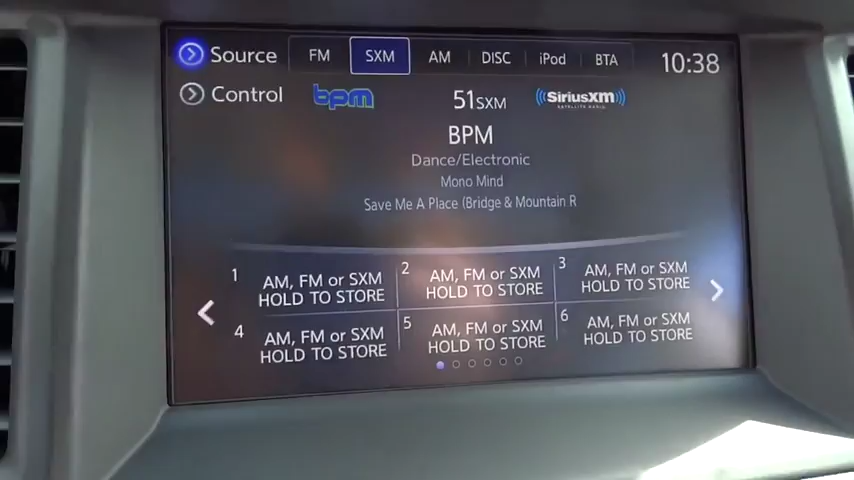 Source FM SXM AM DISC iPod BTA 10:38
Control bpm 51SXM SiriusXM
SATELLITE RADIO
BPM
Dance/Electronic
Mono Mind
Save Me A Place (Bridge & Mountain R
1 AM, FM or SXM HOLD TO STORE
2 AM, FM or SXM HOLD TO STORE
3 AM, FM or SXM HOLD TO STORE
4 AM, FM or SXM HOLD TO STORE
5 AM, FM or SXM HOLD TO STORE
6 AM, FM or SXM HOLD TO STORE